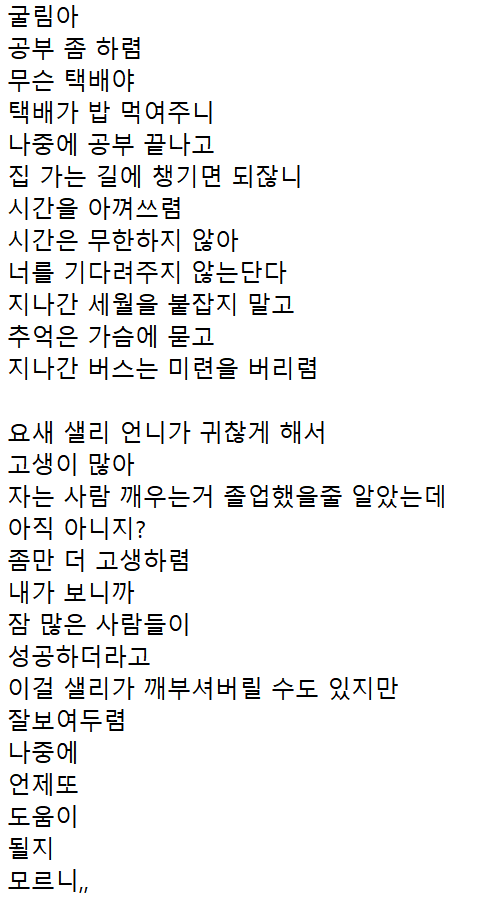 굴림아
공부 좀 하렴
무슨 택배야
택배가 밥 먹여주니
나중에 공부 끝나고
집 가는 길에 챙기면 되잖니
시간을 아껴쓰렴
시간은 무한하지 않아
너를 기다려주지 않는단다
지나간 세월을 붙잡지 말고
추억은 가슴에 묻고
지나간 버스는 미련을 버리렴

요새 샐리 언니가 귀찮게 해서
고생이 많아
자는 사람 깨우는거 졸업했을줄 알았는데
아직 아니지?
좀만 더 고생하렴
내가 보니까
잠 많은 사람들이
성공하더라고
이걸 샐리가 깨부셔버릴 수도 있지만
잘보여두렴
나중에
언제또
도움이
될지
모르니,,